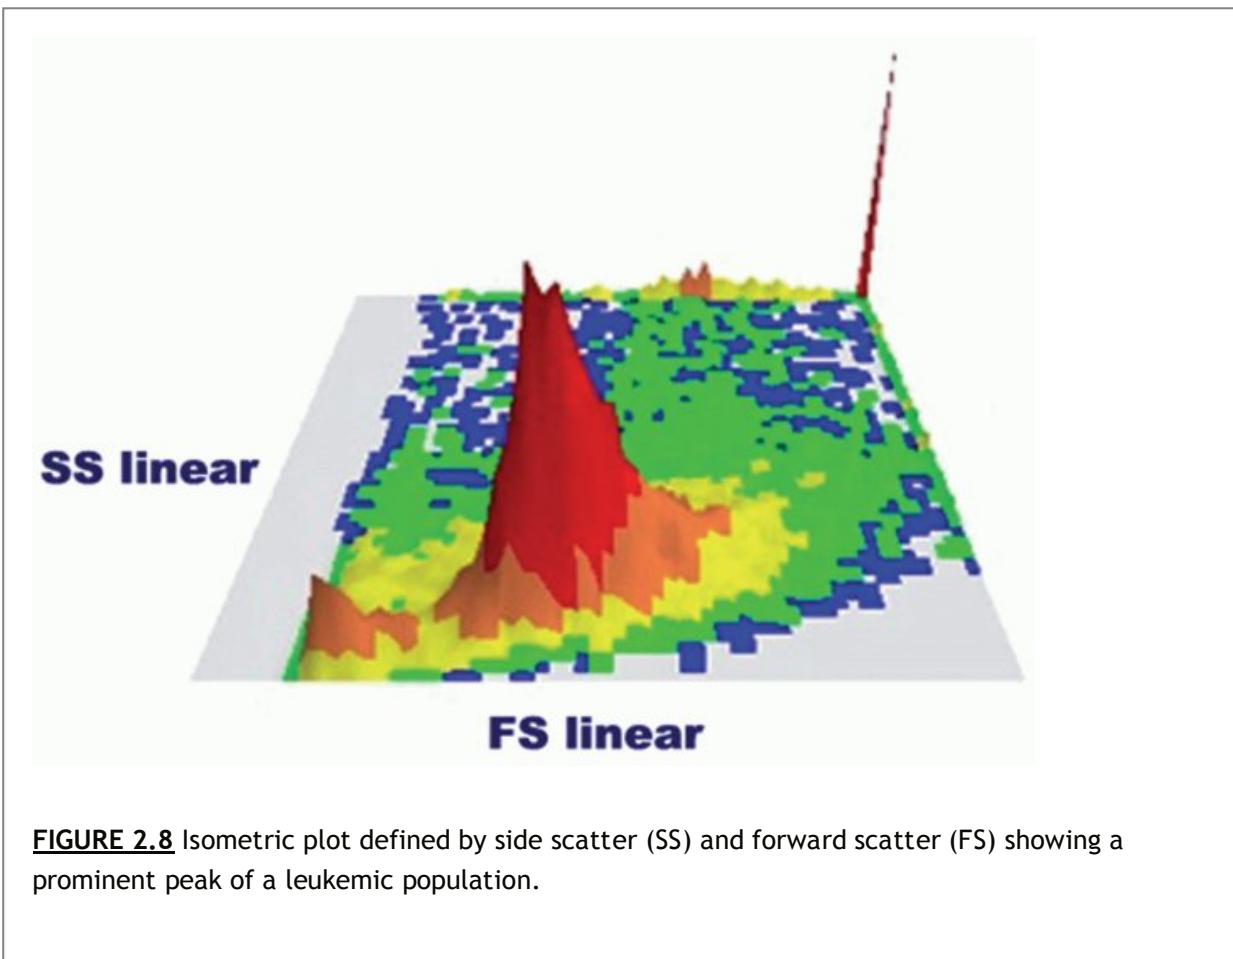 SS linear
FS linear
FIGURE 2.8 Isometric plot defined by side scatter (SS) and forward scatter (FS) showing a
prominent peak of a leukemic population.